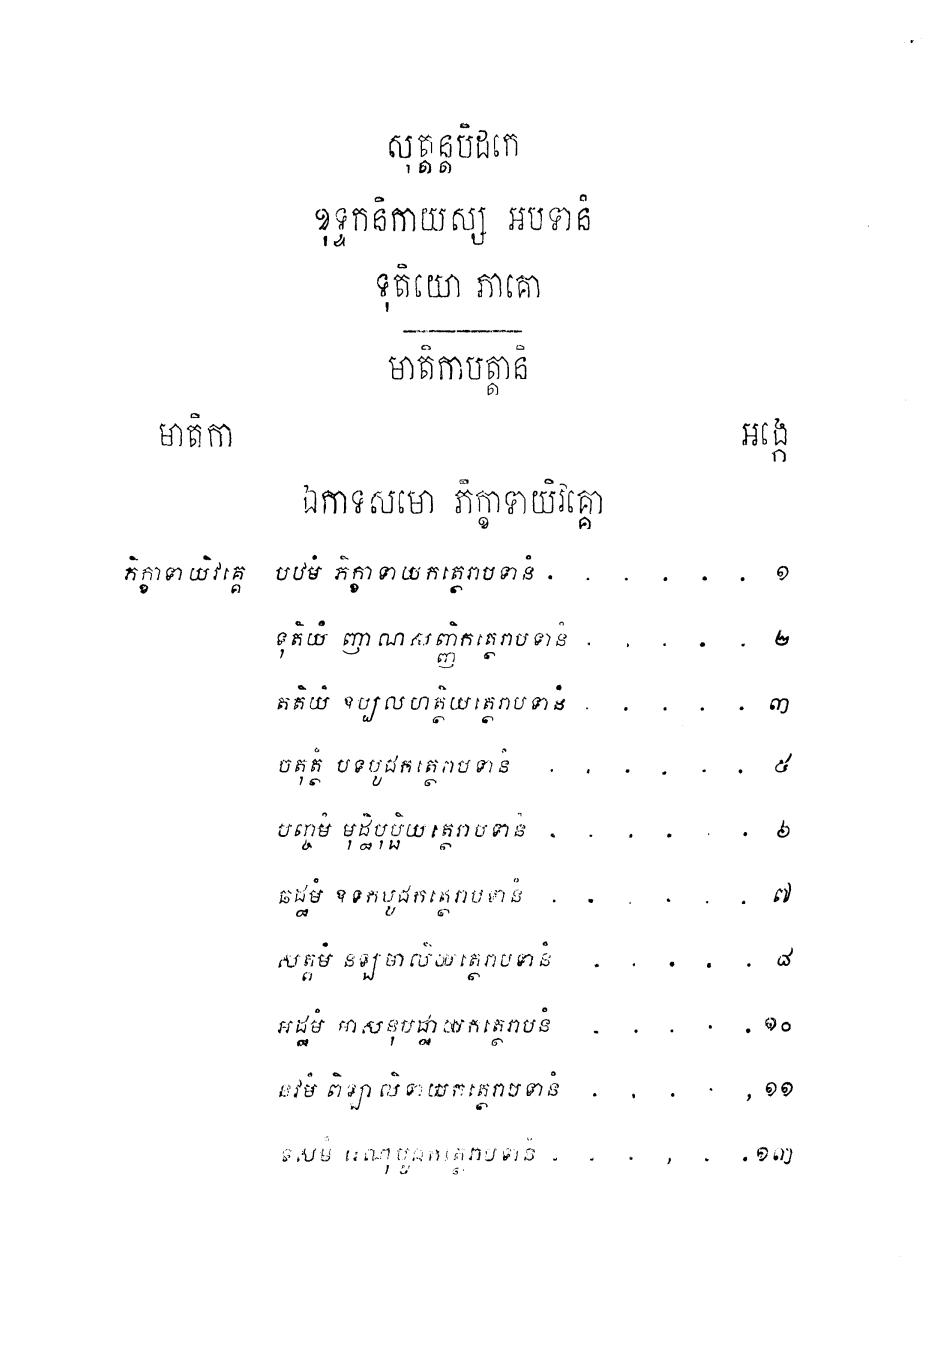 សុត្តន្តបិដកេ
ខុទ្ទកនិកាយស្ស អបទានំ
ទុតិយោ ភាគោ
មាតិកាបត្តានិ
មាតិកា អង្កេ
ឯកាទសមោ ភិក្ខាទាយិវគ្គោ
ភិក្ខាទាយិវគ្គេ បឋមំ ភិក្ខាទាយកត្ថេរាបទានំ . . . . . . ១
ទុតិយំ ញាណសញ្ញិកត្ថេរាបទានំ . . . . . ២
តតិយំ ឧប្បលហត្ថិយត្ថេរាបទានំ . . . . . ៣
ចតុត្ថំ បទបូជកត្ថេរាបទានំ . . . . . . ៥
បញ្ចមំ មុដ្ឋិបុប្ផិយត្ថេរាបទានំ . . . . . . ៦
ឆដ្ឋមំ ឧទកបូជកត្ថេរាបទានំ . . . . . . ៧
សត្តមំ នឡមាលិយត្ថេរាបទានំ . . . . . ៨
អដ្ឋមំ អាសនុបដ្ឋាយកត្ថេរាបនំ . . . . . ១០
នវមំ ពិឡាលិទាយកត្ថេរាបទានំ . . . . , ១១
ទសមំ រេណុបូជកត្ថេរាបទានំ . . . , . . ១៣